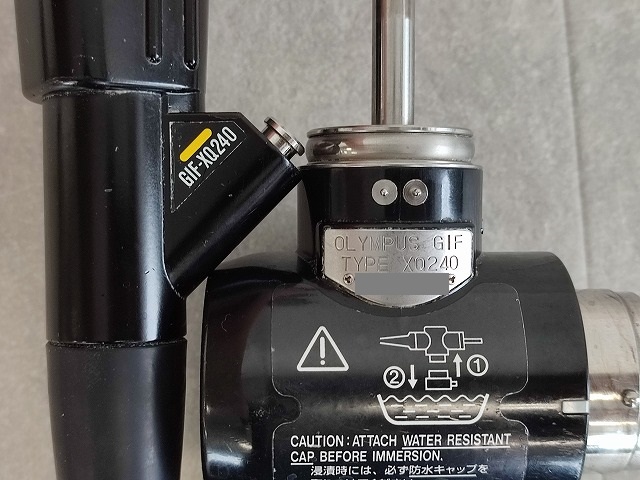 GIF-XQ240
OLYMPUS GIF
TYPE XQ240
①
②
CAUTION: ATTACH WATER RESISTANT
CAP BEFORE IMMERSION.
浸漬時には、必ず防水キャップを